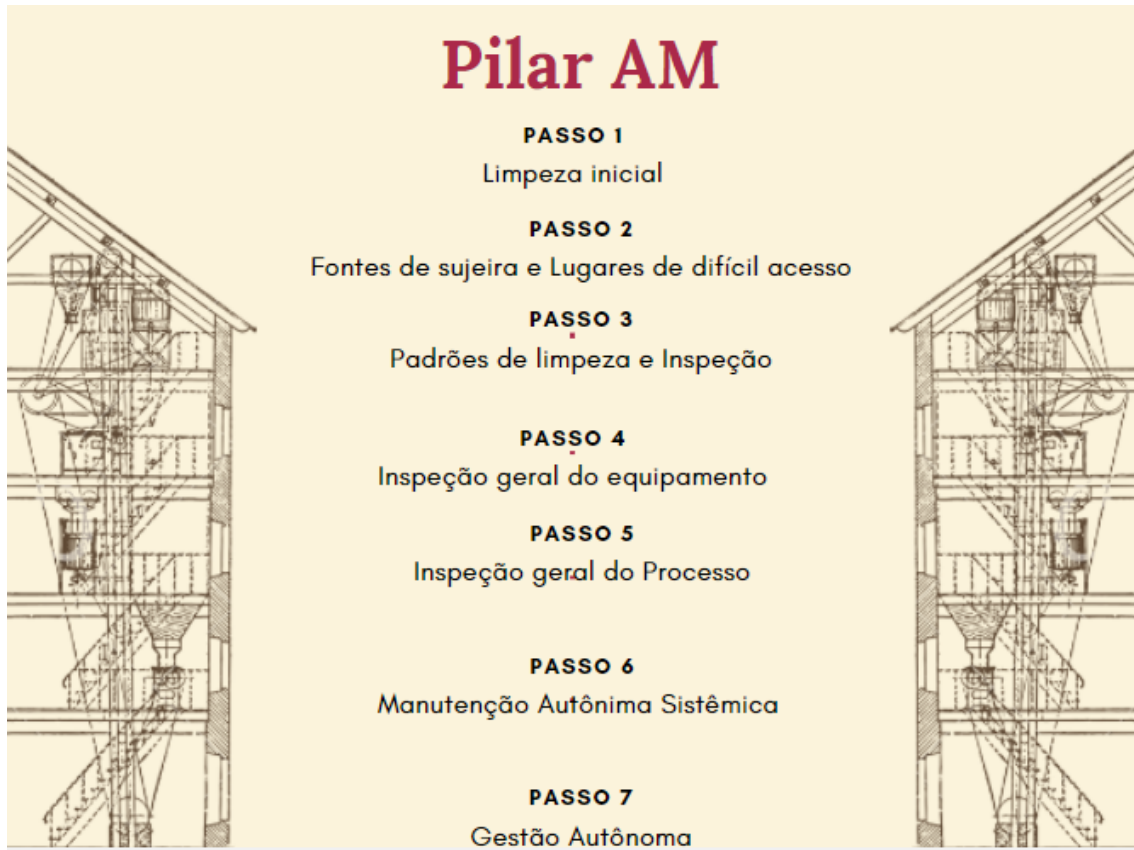 Pilar AM
PASSO 1
Limpeza inicial
PASSO 2
Fontes de sujeira e Lugares de difícil acesso
PASSO 3
Padrões de limpeza e Inspeção
PASSO 4
Inspeção geral do equipamento
PASSO 5
Inspeção geral do Processo
PASSO 6
Manutenção Autônima Sistêmica
PASSO 7
Gestão Autônoma